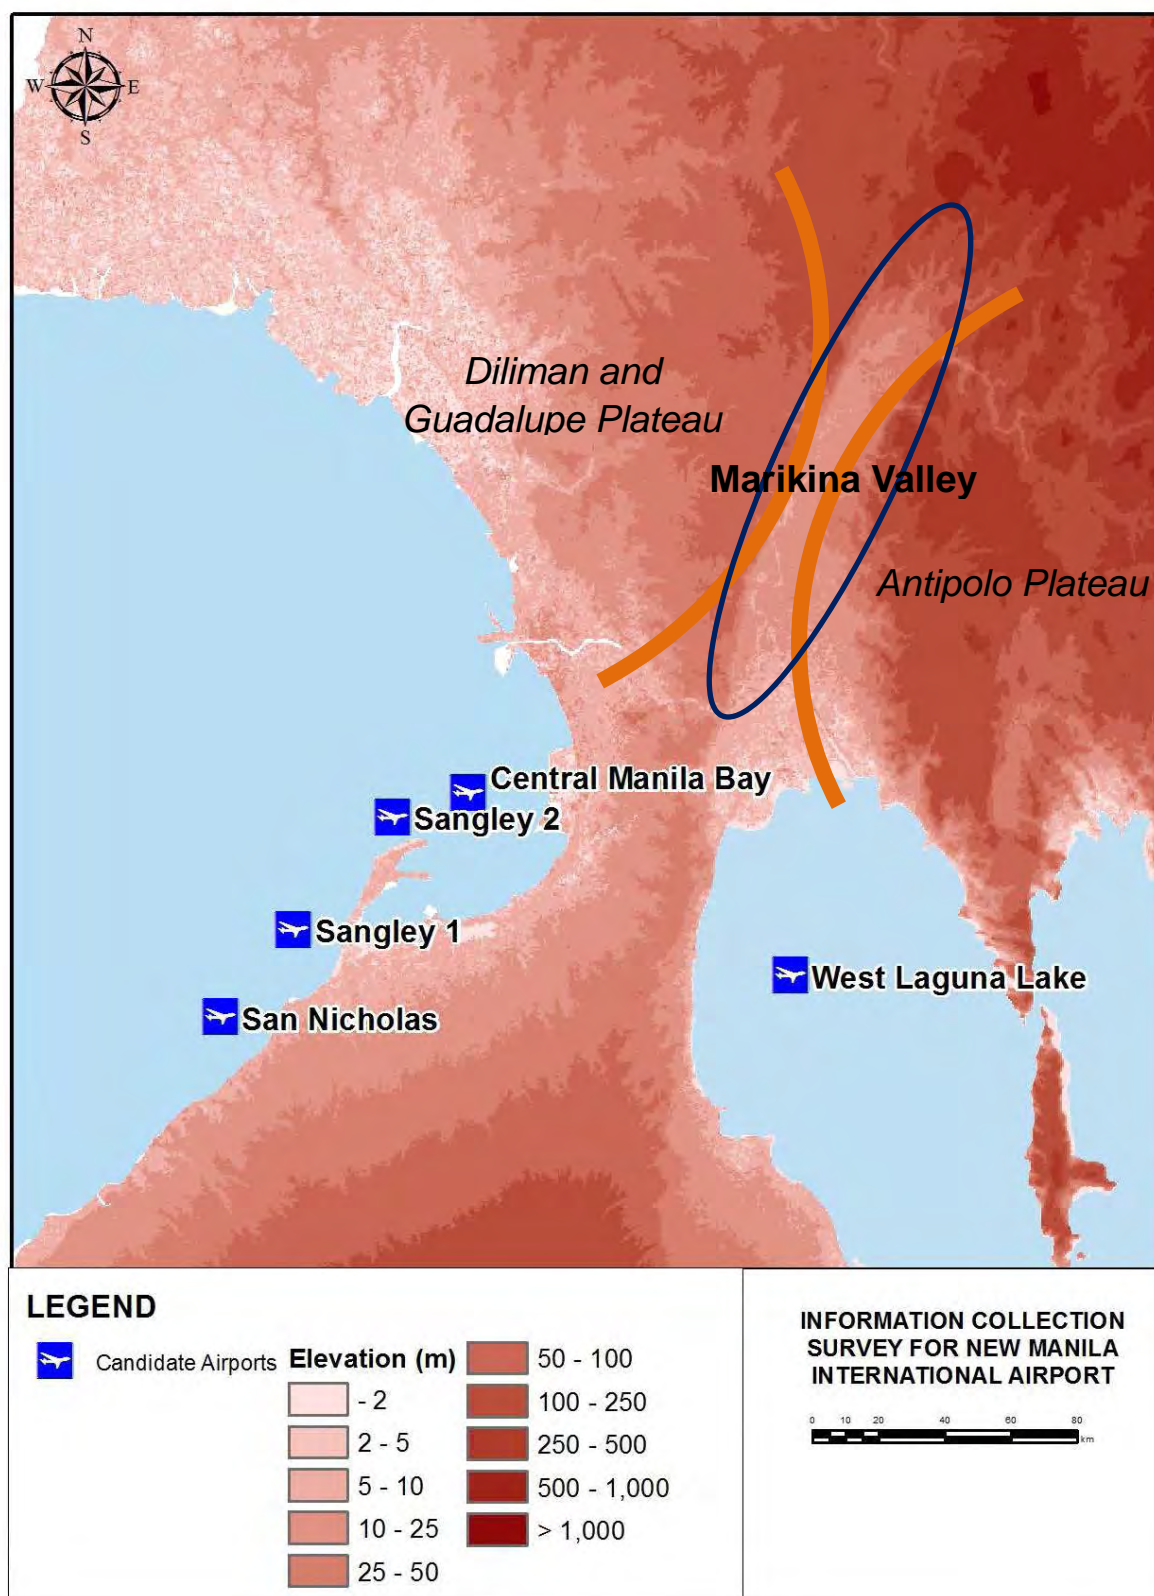 N
W E
S
Diliman and
Guadalupe Plateau
Marikina Valley
Antipolo Plateau
Central Manila Bay
Sangley 2
Sangley 1
West Laguna Lake
San Nicholas
LEGEND
Candidate Airports
Elevation (m)
- 2
2 - 5
5 - 10
10 - 25
25 - 50
50 - 100
100 - 250
250 - 500
500 - 1,000
> 1,000
INFORMATION COLLECTION
SURVEY FOR NEW MANILA
INTERNATIONAL AIRPORT
0 10 20 40 60 80
km